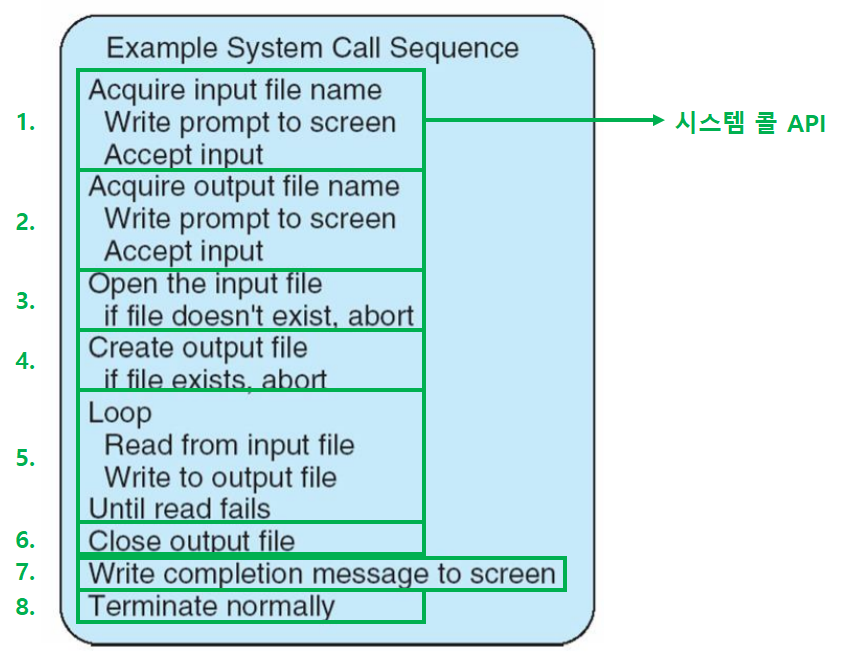 Example System Call Sequence
1.
Acquire input file name
Write prompt to screen
Accept input
시스템 콜 API
2.
Acquire output file name
Write prompt to screen
Accept input
3.
Open the input file
if file doesn't exist, abort
4.
Create output file
if file exists, abort
5.
Loop
Read from input file
Write to output file
Until read fails
6.
Close output file
7.
Write completion message to screen
8.
Terminate normally